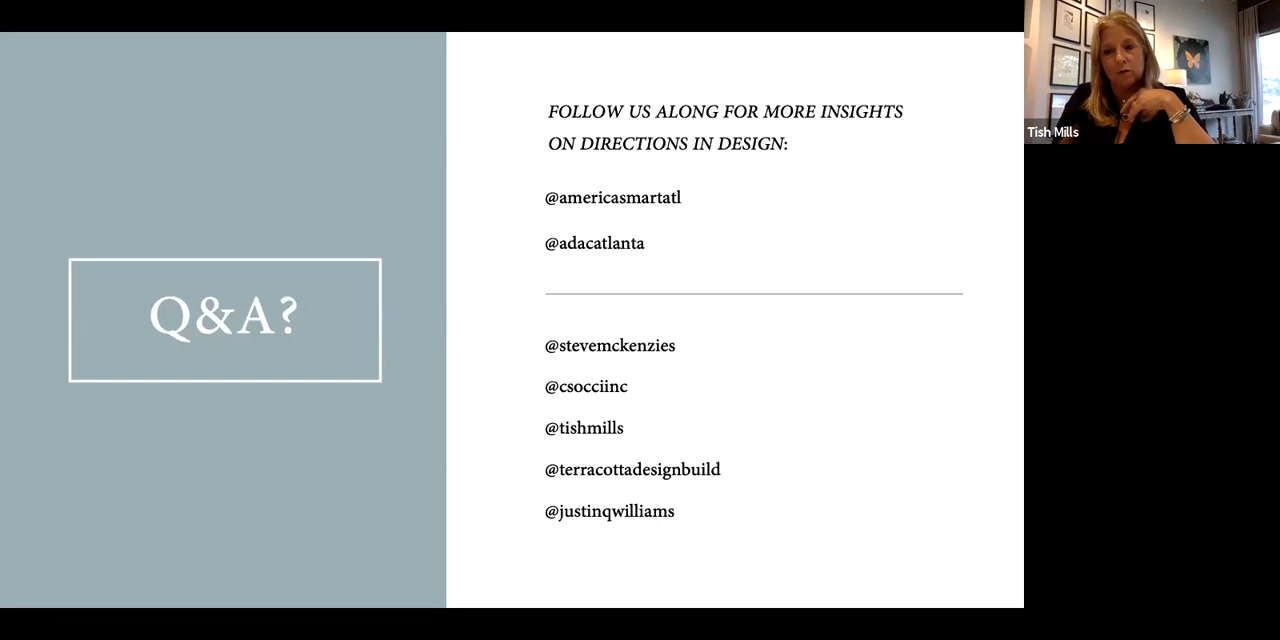 Q&A?
FOLLOW US ALONG FOR MORE INSIGHTS
ON DIRECTIONS IN DESIGN:
@americasmartatl
@adacatlanta
@stevemckenzies
@csocciinc
@tishmills
@terracottadesignbuild
@justinqwilliams
Tish Mills